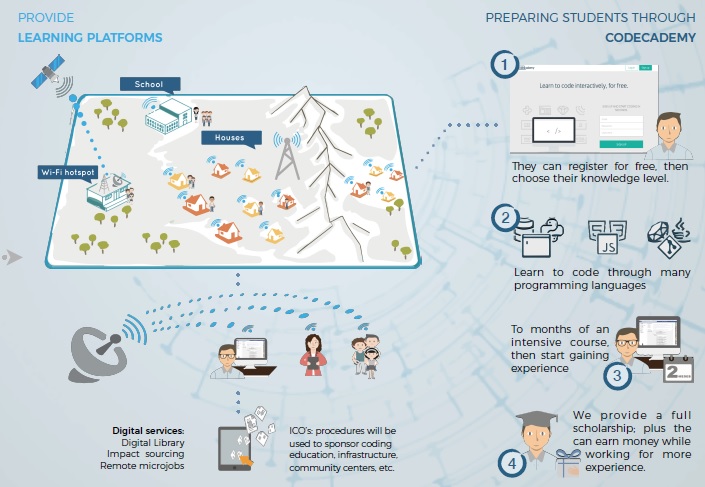 PROVIDE
LEARNING PLATFORMS
School
Houses
Wi-Fi hotspot
Digital services:
Digital Library
Impact sourcing
Remote microjobs
ICO's: procedures will be
used to sponsor coding
education, infrastructure,
community centers, etc.
PREPARING STUDENTS THROUGH
CODECADEMY
1
Learn to code interactively, for free.
</>
They can register for free, then
choose their knowledge level.
2
JS
Learn to code through many
programming languages
To months of an
intensive course,
then start gaining
experience
3
2
We provide a full
scholarship; plus the
can earn money while
working for more
experience.
4